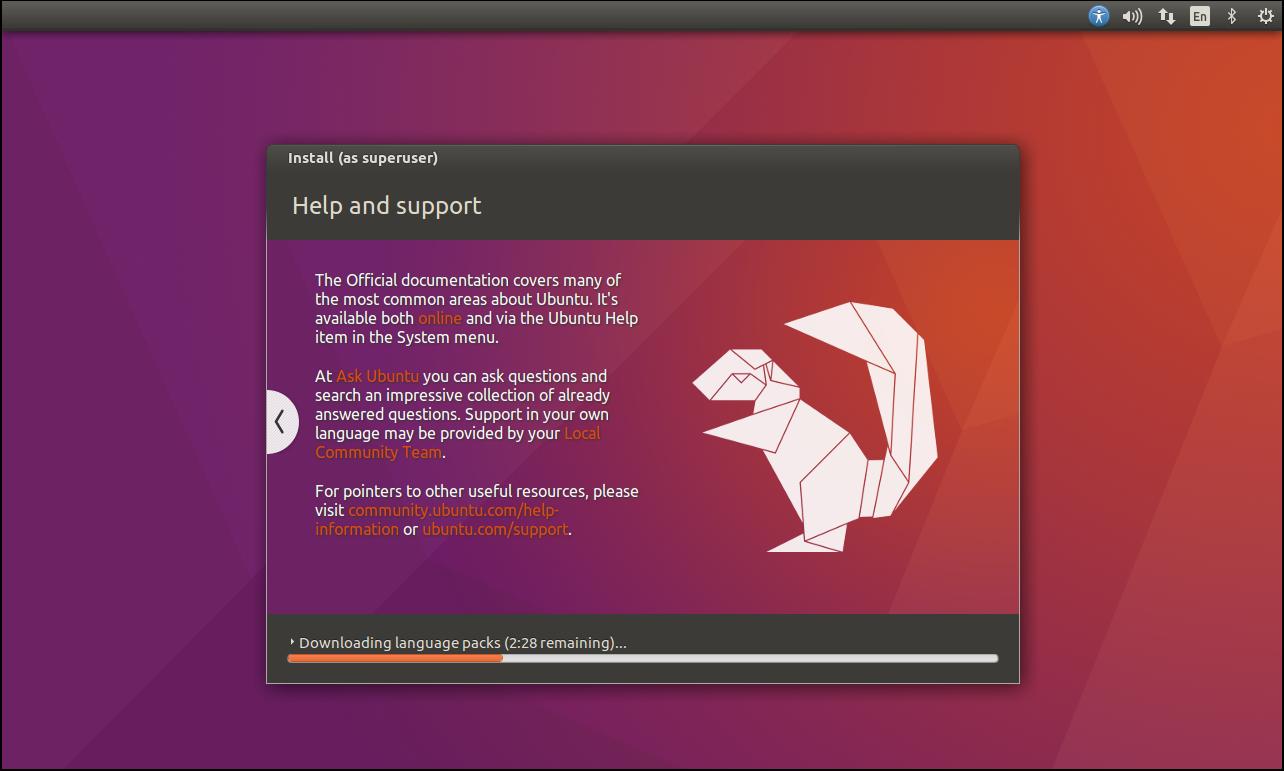 En
Install (as superuser)
Help and support
The Official documentation covers many of
the most common areas about Ubuntu. It's
available both online and via the Ubuntu Help
item in the System menu.
At Ask Ubuntu you can ask questions and
search an impressive collection of already
answered questions. Support in your own
language may be provided by your Local
Community Team.
For pointers to other useful resources, please
visit community.ubuntu.com/help-
information or ubuntu.com/support.
Downloading language packs (2:28 remaining)...